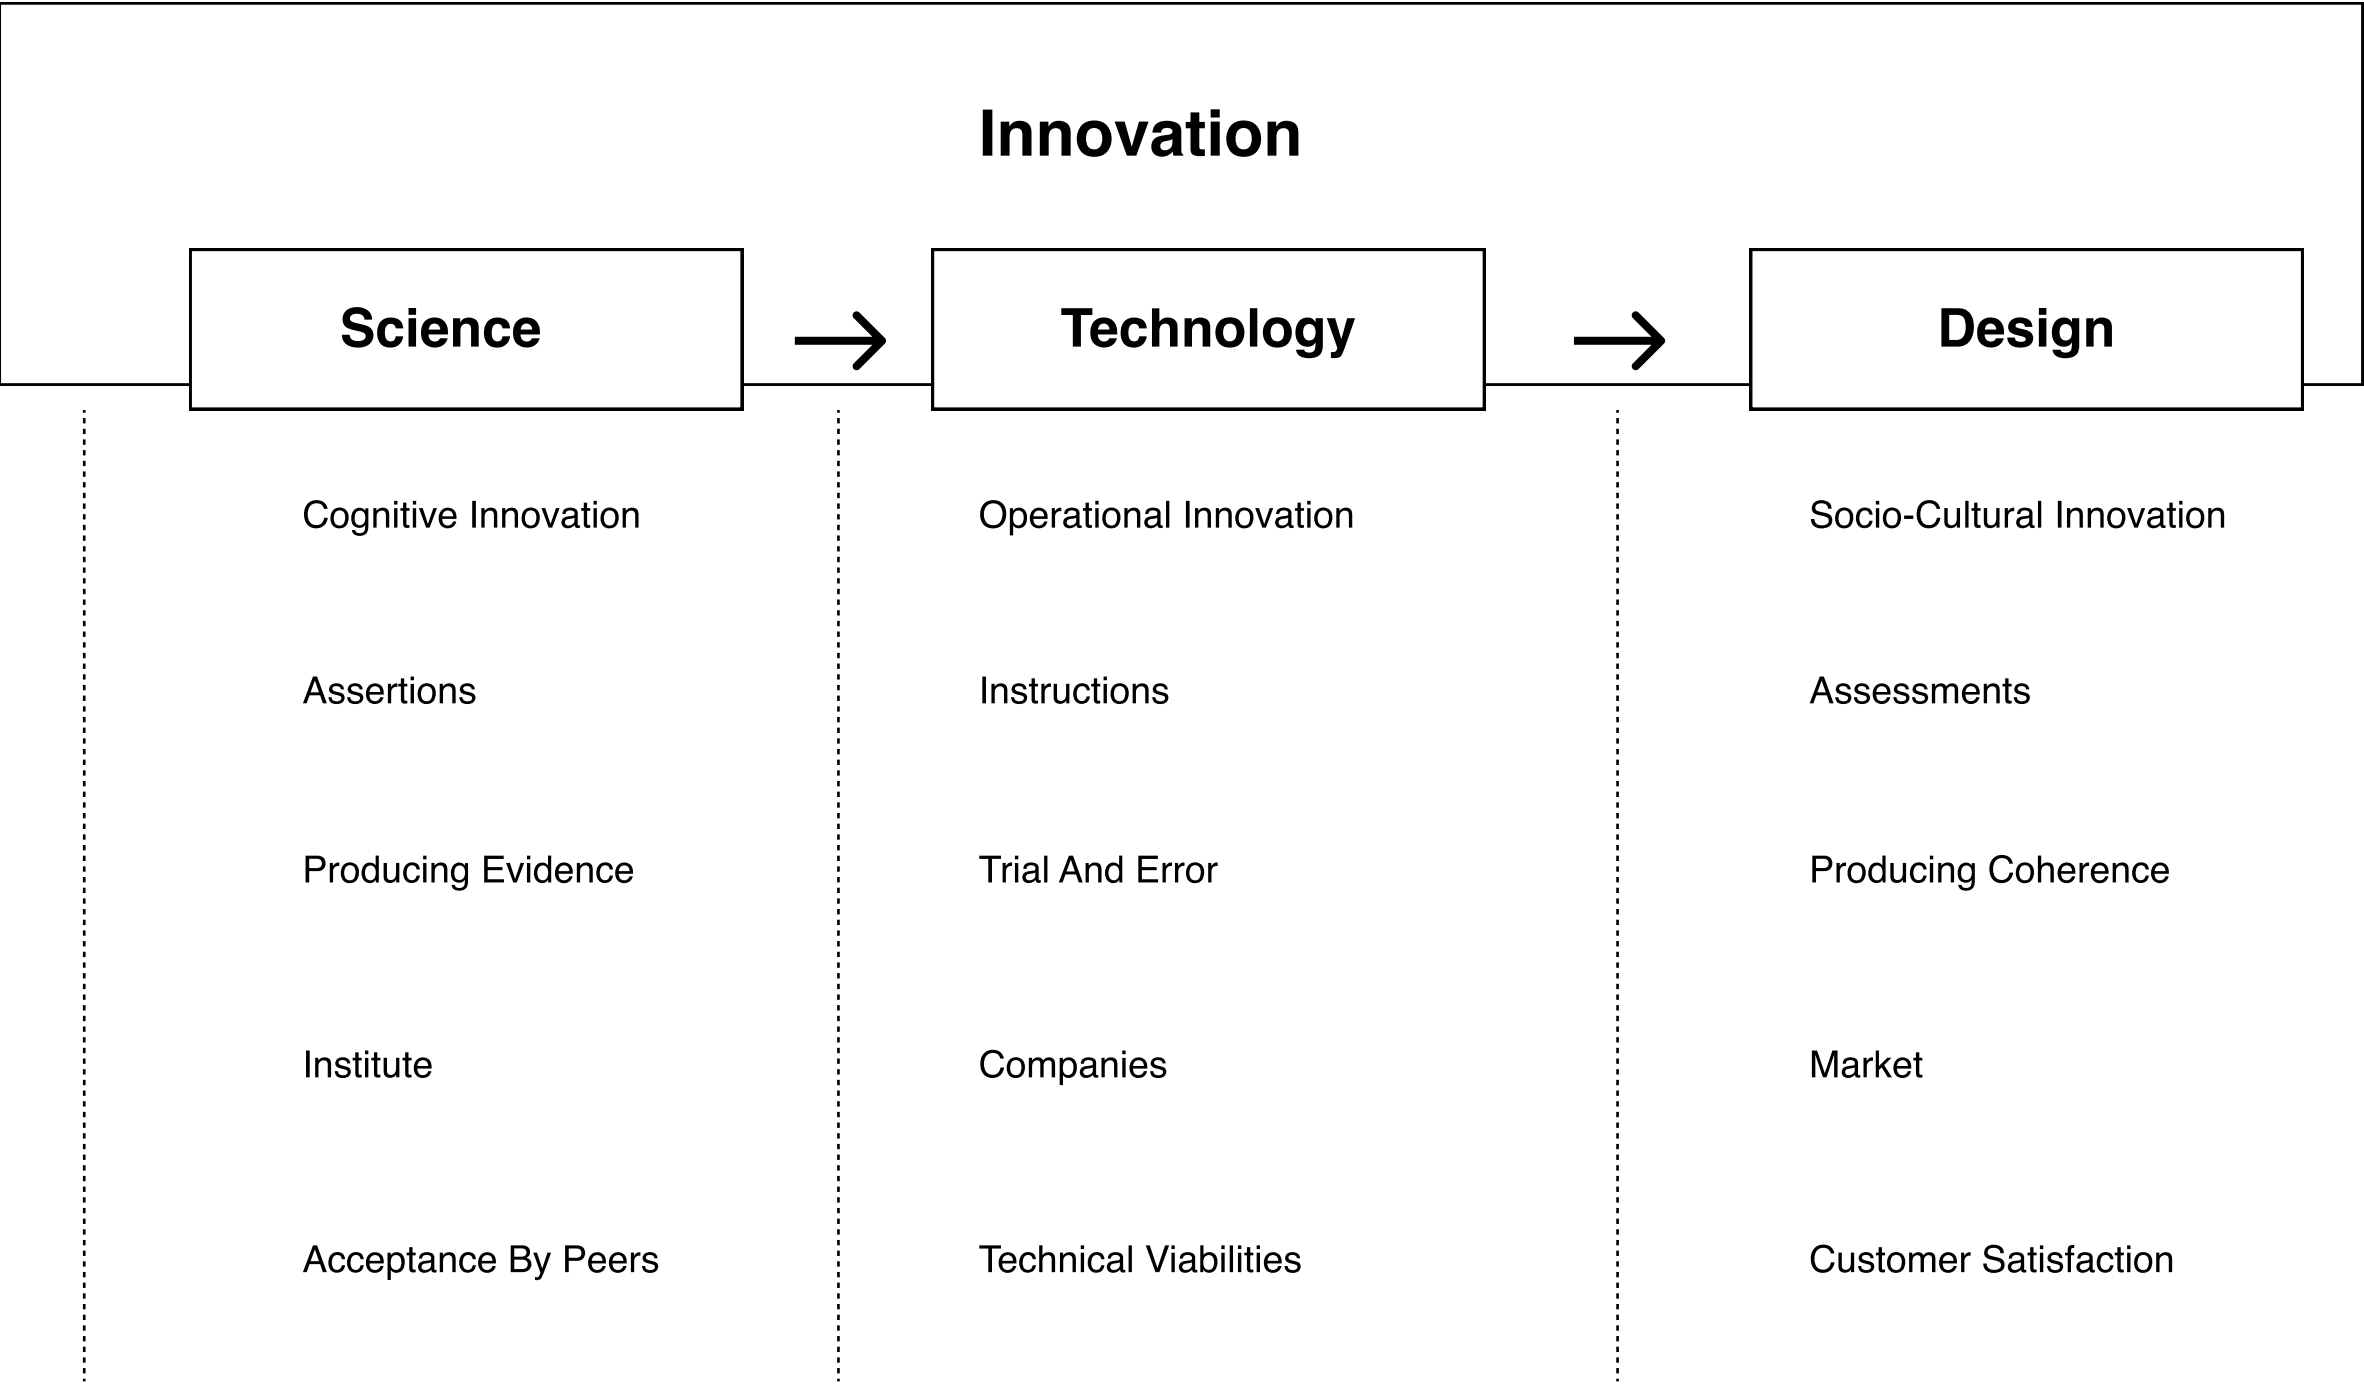 Innovation
Science
Technology
Design
Cognitive Innovation
Operational Innovation
Socio-Cultural Innovation
Assertions
Instructions
Assessments
Producing Evidence
Trial And Error
Producing Coherence
Institute
Companies
Market
Acceptance By Peers
Technical Viabilities
Customer Satisfaction